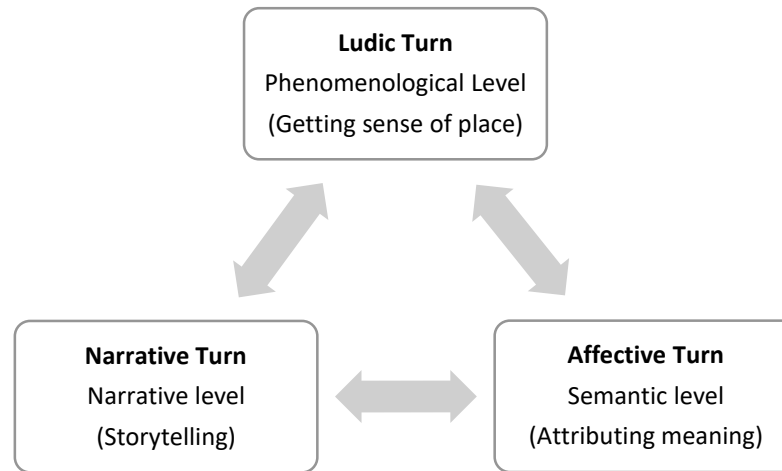 Ludic Turn
Phenomenological Level
(Getting sense of place)
Narrative Turn
Narrative level
(Storytelling)
Affective Turn
Semantic level
(Attributing meaning)